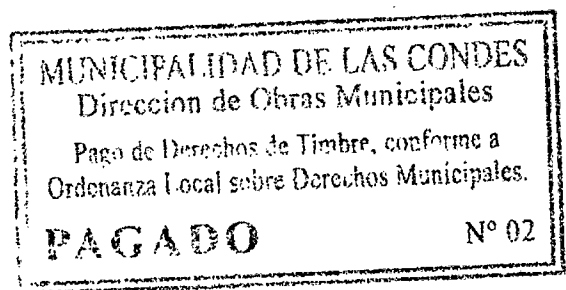 MUNICIPALIDAD DE LAS CONDES
Direccion de Obras Municipales
Pago de Derechos de Timbre, conforme a
Ordenanza Local sobre Derechos Municipales.
PAGADO Nº 02